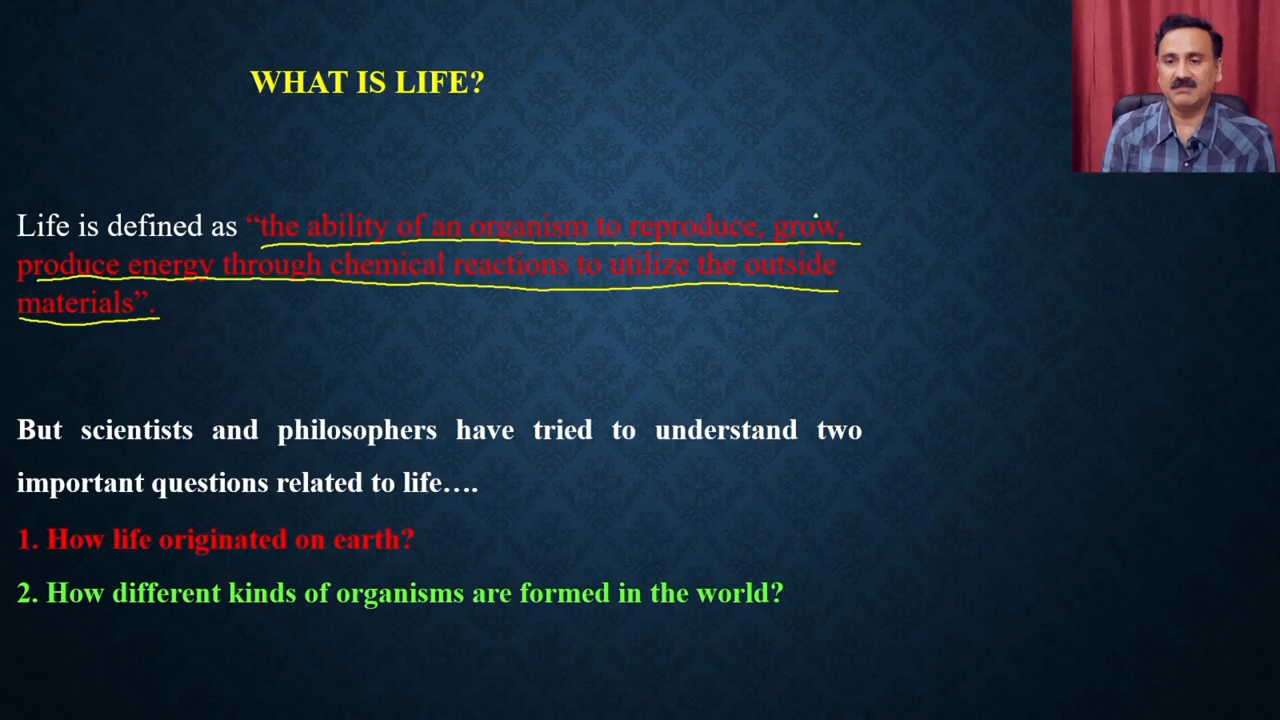 WHAT IS LIFE?
Life is defined as “the ability of an organism to reproduce, grow,
produce energy through chemical reactions to utilize the outside
materials”.
But scientists and philosophers have tried to understand two
important questions related to life….
1. How life originated on earth?
2. How different kinds of organisms are formed in the world?